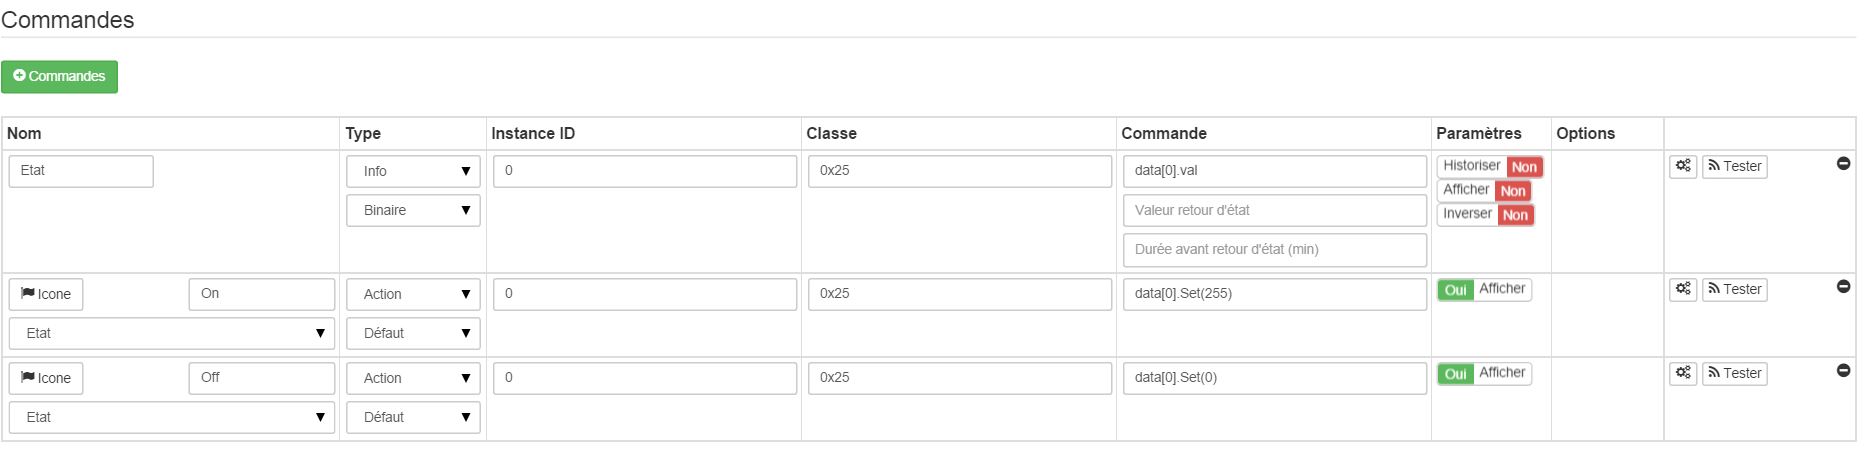 Commandes
Commandes
Nom Type Instance ID Classe Commande Paramètres Options
Etat Info 0 0x25 data[0].val Historiser Non Tester
Afficher Non
Binaire Valeur retour d'état Inverser Non
Durée avant retour d'état (min)
Icone On Action 0 0x25 data[0].Set(255) Oui Afficher Tester
Etat Défaut
Icone Off Action 0 0x25 data[0].Set(0) Oui Afficher Tester
Etat Défaut